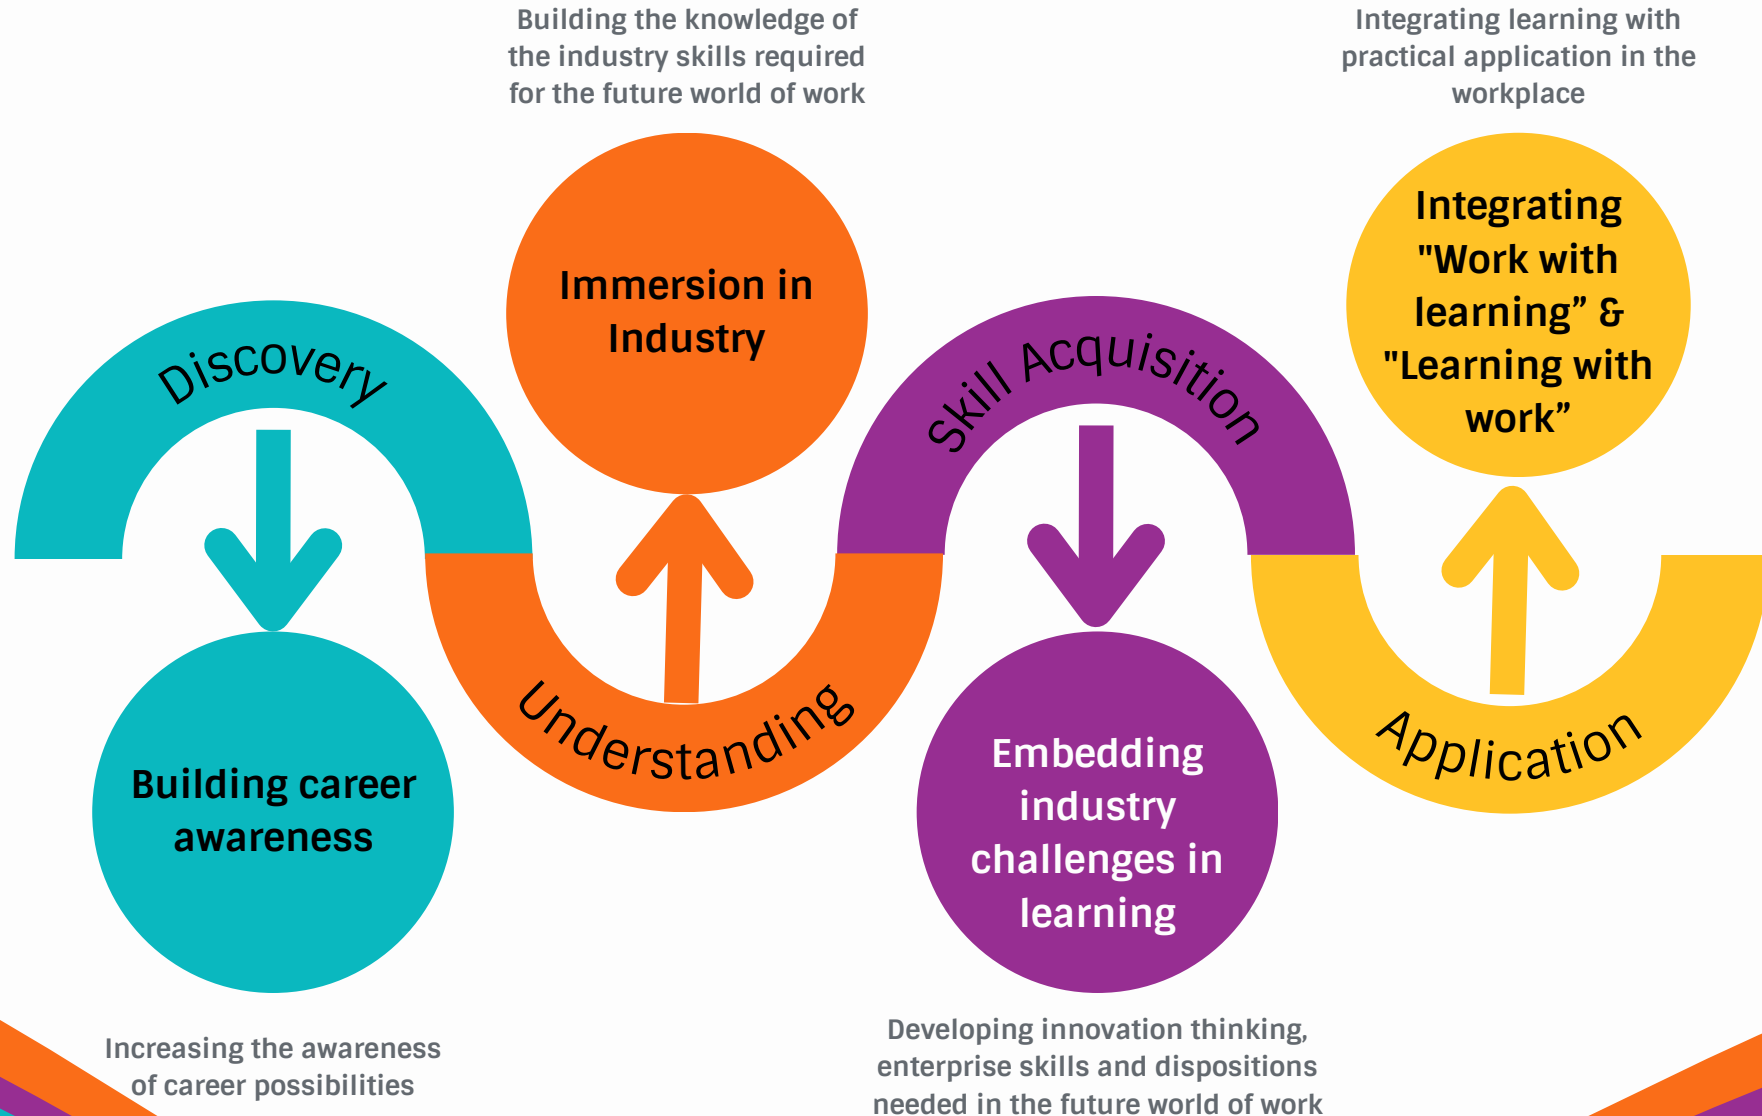 Building the knowledge of
the industry skills required
for the future world of work
Integrating learning with
practical application in the
workplace
Discovery
Building career
awareness
Increasing the awareness
of career possibilities
Immersion in
Industry
Understanding
Skill Acquisition
Embedding
industry
challenges in
learning
Developing innovation thinking,
enterprise skills and dispositions
needed in the future world of work
Integrating
"Work with
learning” &
"Learning with
work”
Application